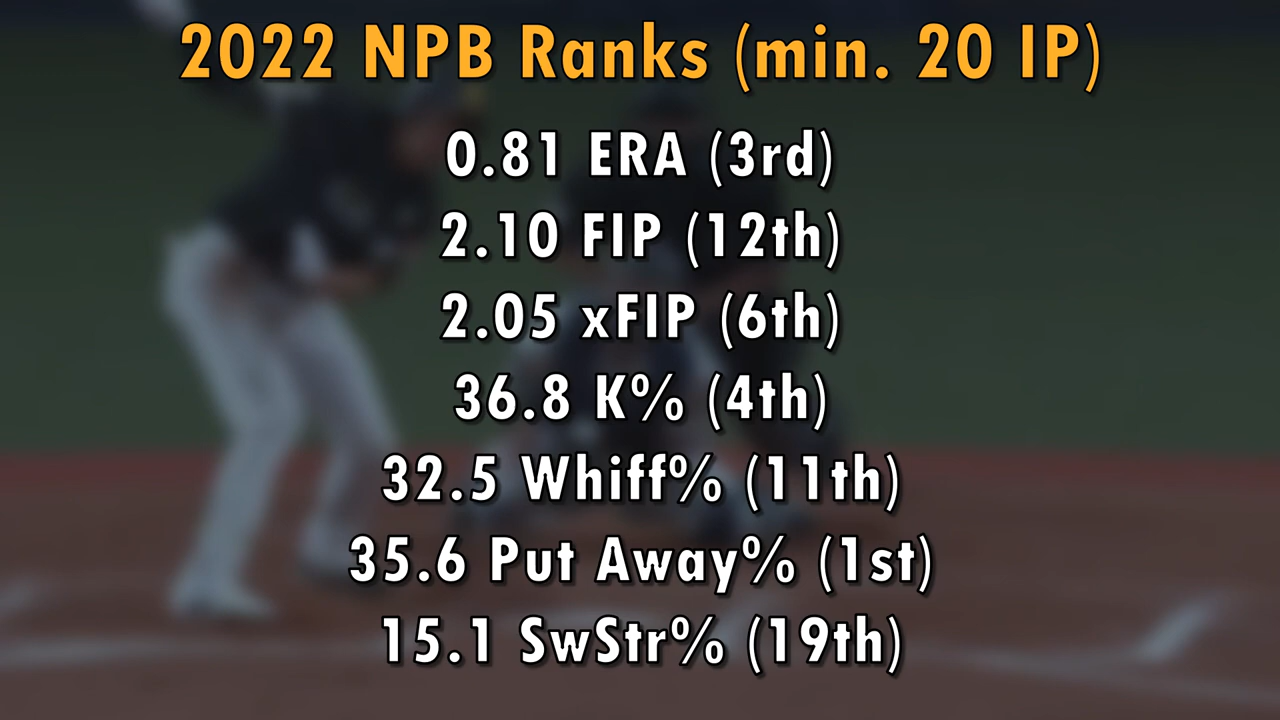 2022 NPB Ranks (min. 20 IP)
0.81 ERA (3rd)
2.10 FIP (12th)
2.05 xFIP (6th)
36.8 K% (4th)
32.5 Whiff% (11th)
35.6 Put Away% (1st)
15.1 SwStr% (19th)